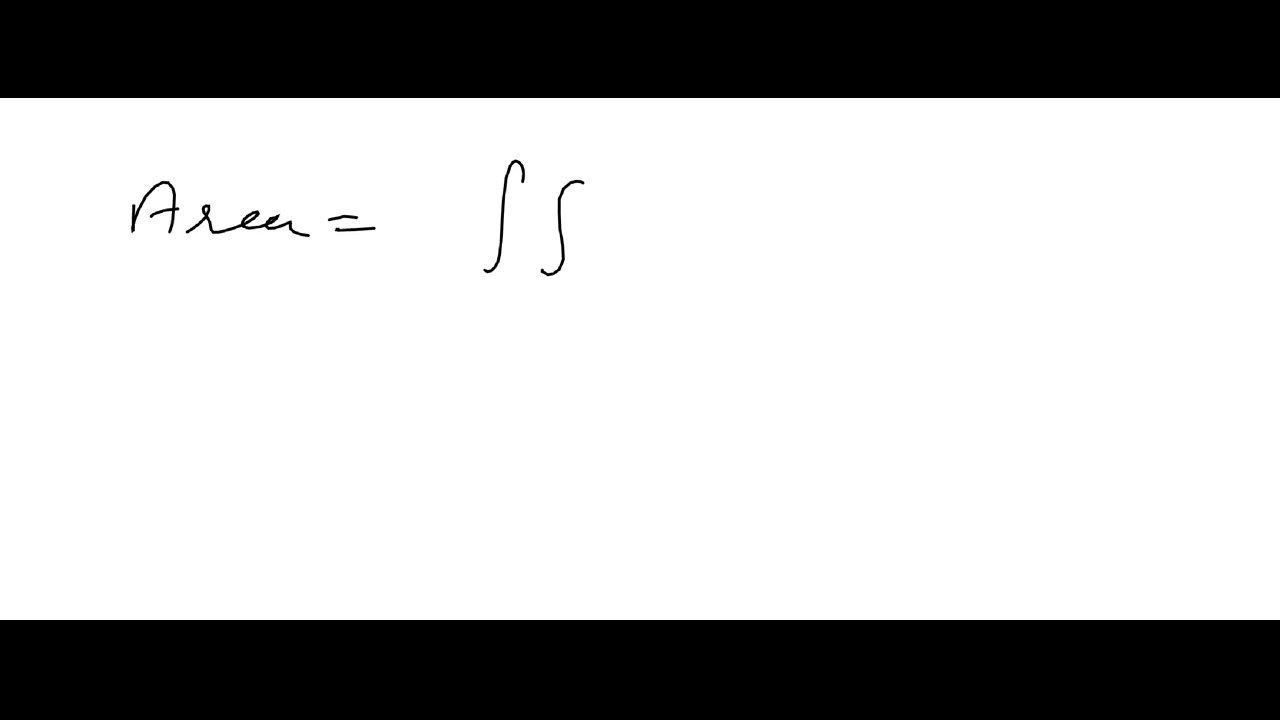 Area = ∫∫